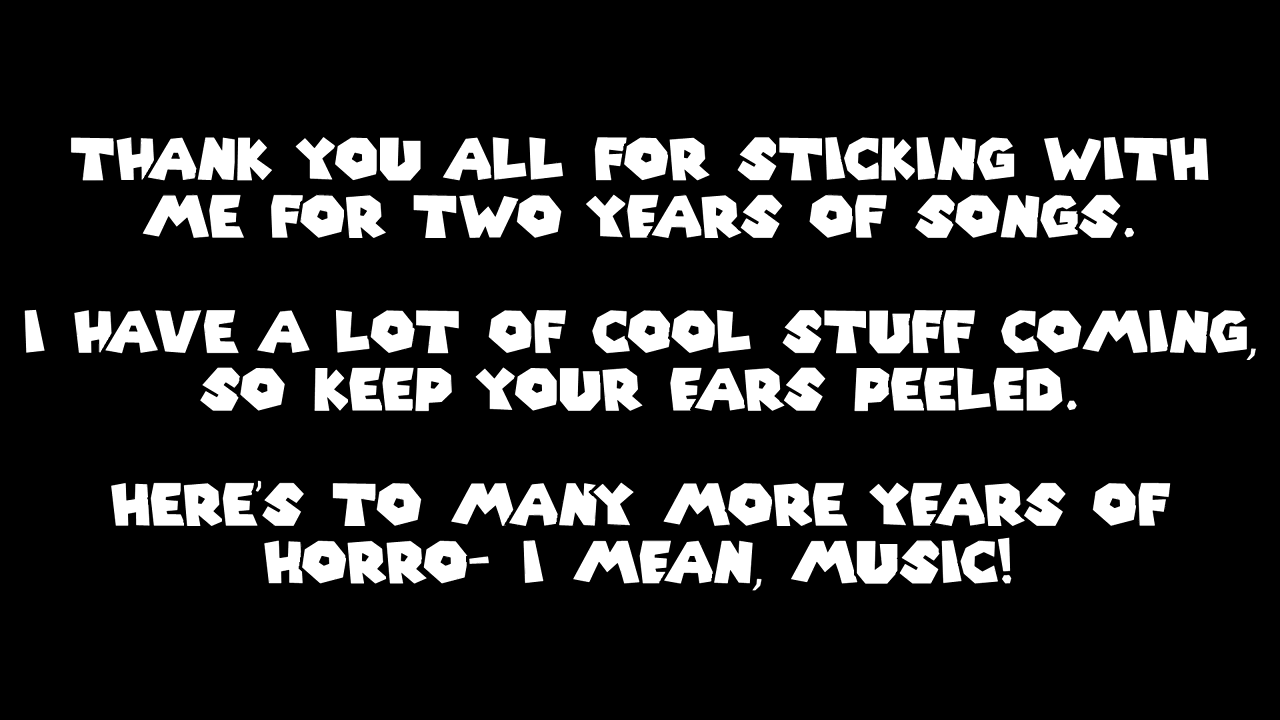 THANK YOU ALL FOR STICKING WITH
ME FOR TWO YEARS OF SONGS.
I HAVE A LOT OF COOL STUFF COMING,
SO KEEP YOUR EARS PEELED.
HERE'S TO MANY MORE YEARS OF
HORRO- I MEAN, MUSIC!